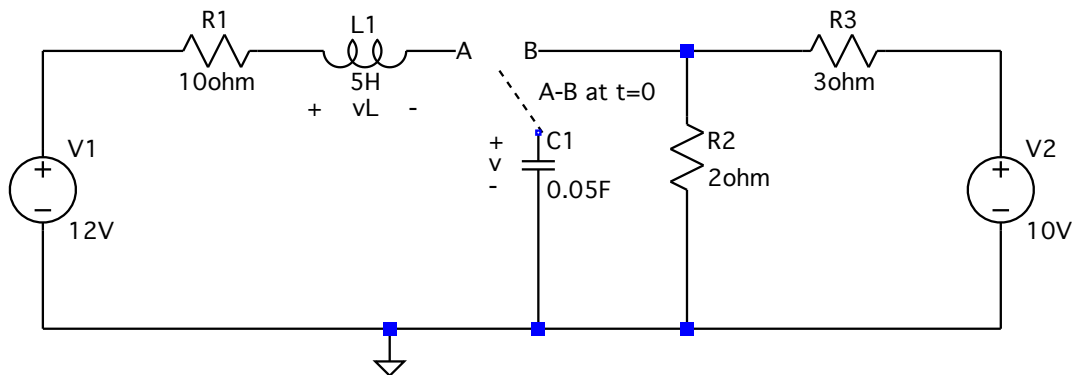 R1
10ohm
L1
5H
+ vL -
A
B
A-B at t=0
R3
3ohm
V1
+
-
12V
+
v
-
C1
0.05F
R2
2ohm
V2
+
-
10V